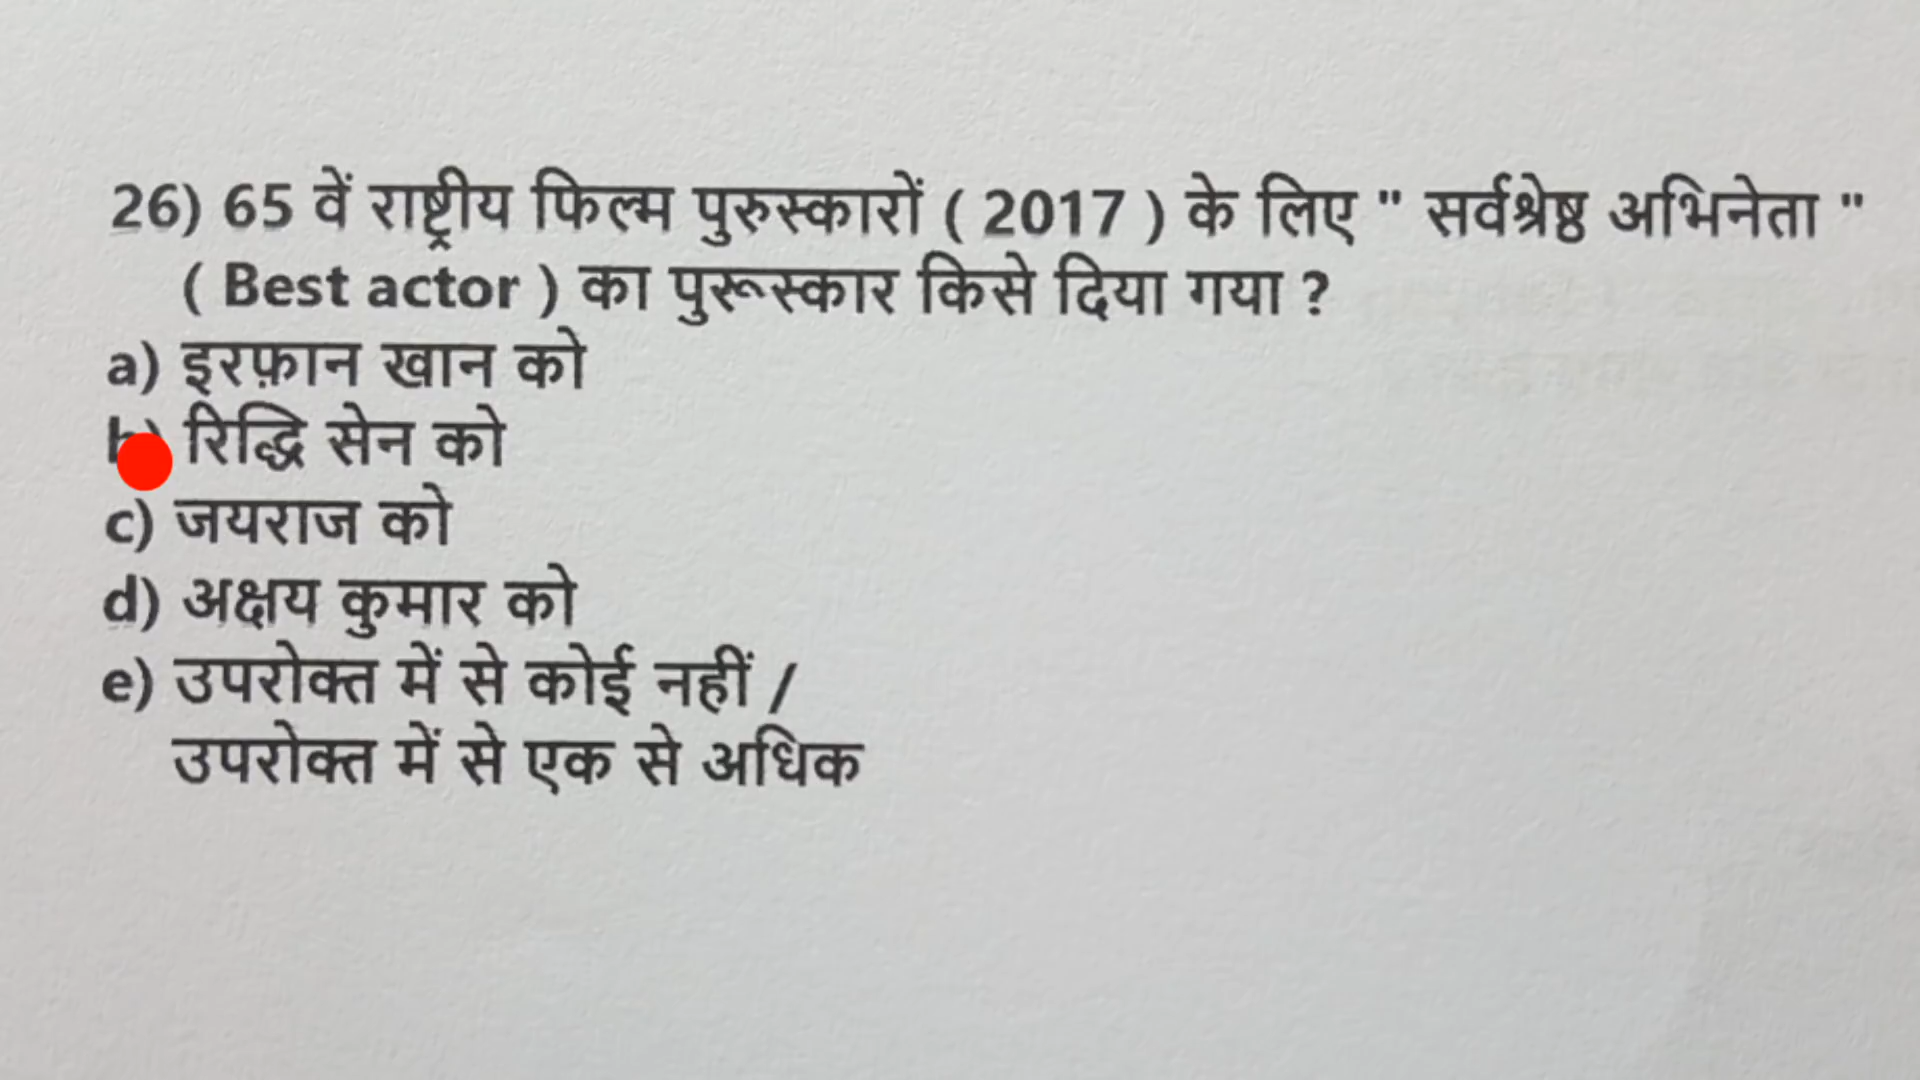 26) 65 वें राष्ट्रीय फिल्म पुरुस्कारों ( 2017 ) के लिए " सर्वश्रेष्ठ अभिनेता "
( Best actor ) का पुरूस्कार किसे दिया गया ?
a) इरफ़ान खान को
b) रिद्धि सेन को
c) जयराज को
d) अक्षय कुमार को
e) उपरोक्त में से कोई नहीं /
उपरोक्त में से एक से अधिक